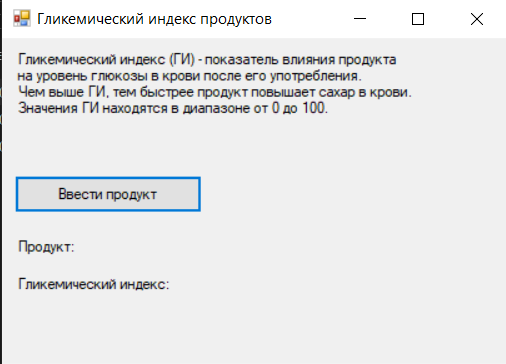 Гликемический индекс продуктов
Гликемический индекс (ГИ) - показатель влияния продукта
на уровень глюкозы в крови после его употребления.
Чем выше ГИ, тем быстрее продукт повышает сахар в крови.
Значения ГИ находятся в диапазоне от 0 до 100.
Ввести продукт
Продукт:
Гликемический индекс: